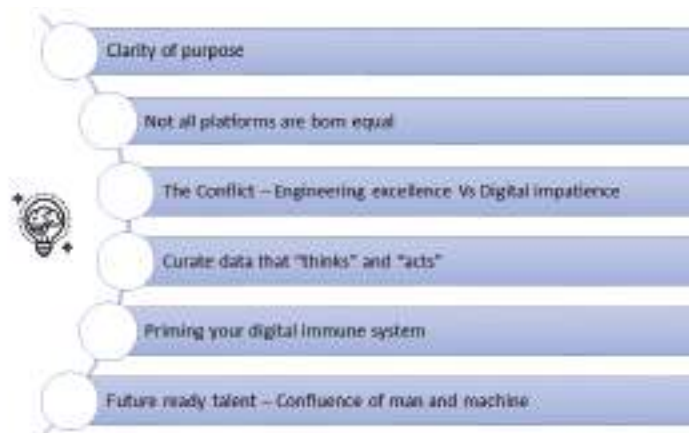 Clarity of purpose
Not all platforms are born equal
The Conflict – Engineering excellence Vs Digital impatience
Curate data that "thinks" and "acts"
Priming your digital immune system
Future ready talent – Confluence of man and machine